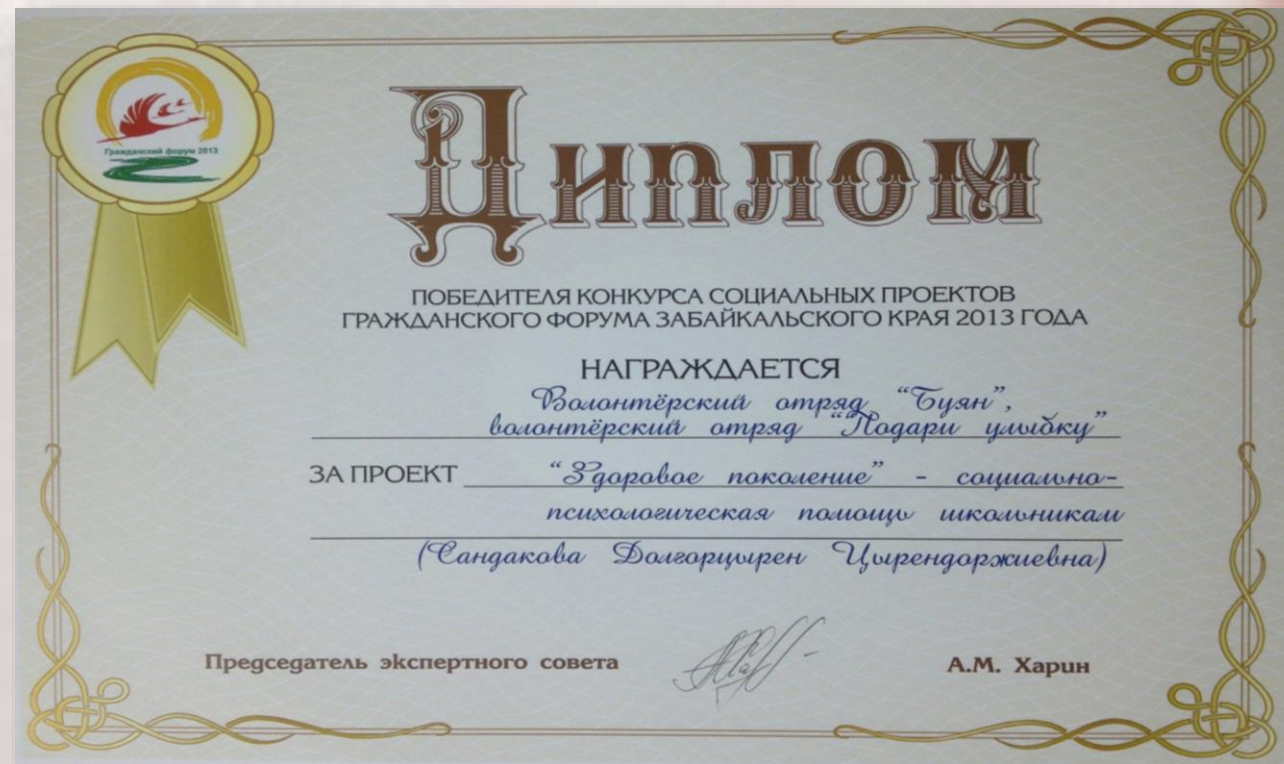 Гражданский форум 2013
Диплом
ПОБЕДИТЕЛЯ КОНКУРСА СОЦИАЛЬНЫХ ПРОЕКТОВ
ГРАЖДАНСКОГО ФОРУМА ЗАБАЙКАЛЬСКОГО КРАЯ 2013 ГОДА
НАГРАЖДАЕТСЯ
Волонтёрский отряд “Буян”,
волонтёрский отряд “Подари улыбку”
ЗА ПРОЕКТ “Здоровое поколение” - социально-
психологическая помощь школьникам
(Сандакова Долгорцырен Цырендоржиевна)
Председатель экспертного совета А.М. Харин